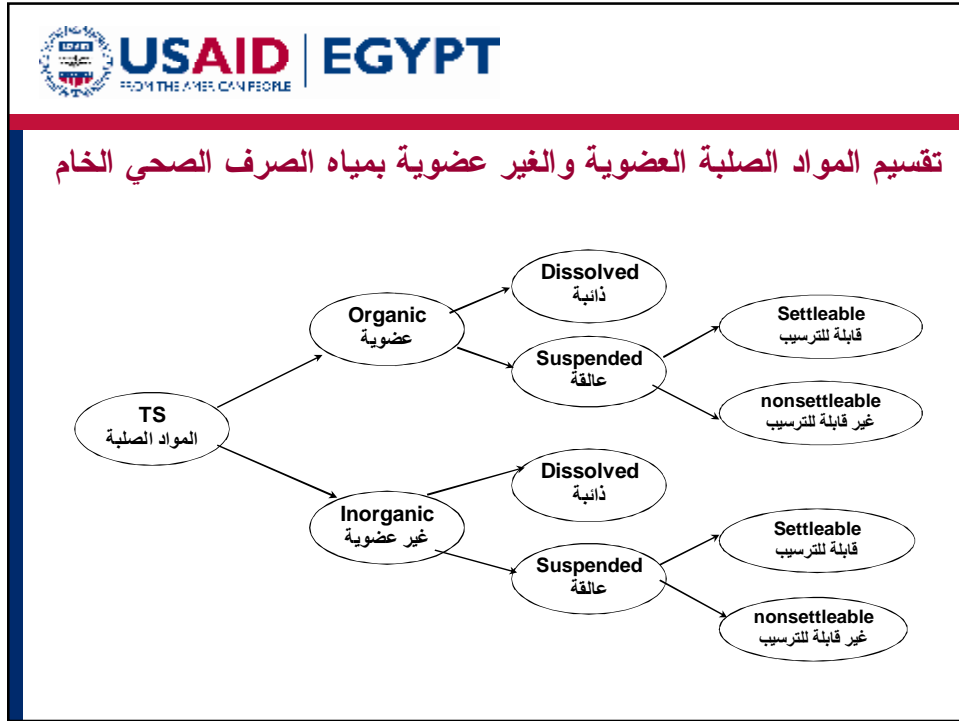 USAID | EGYPT
FROM THE AMERICAN PEOPLE
تقسيم المواد الصلبة العضوية والغير عضوية بمياه الصرف الصحي الخام
Dissolved
ذائبة
Organic
عضوية
Settleable
قابلة للترسيب
Suspended
عالقة
nonsettleable
غير قابلة للترسيب
TS
المواد الصلبة
Dissolved
ذائبة
Inorganic
غير عضوية
Settleable
قابلة للترسيب
Suspended
عالقة
nonsettleable
غير قابلة للترسيب